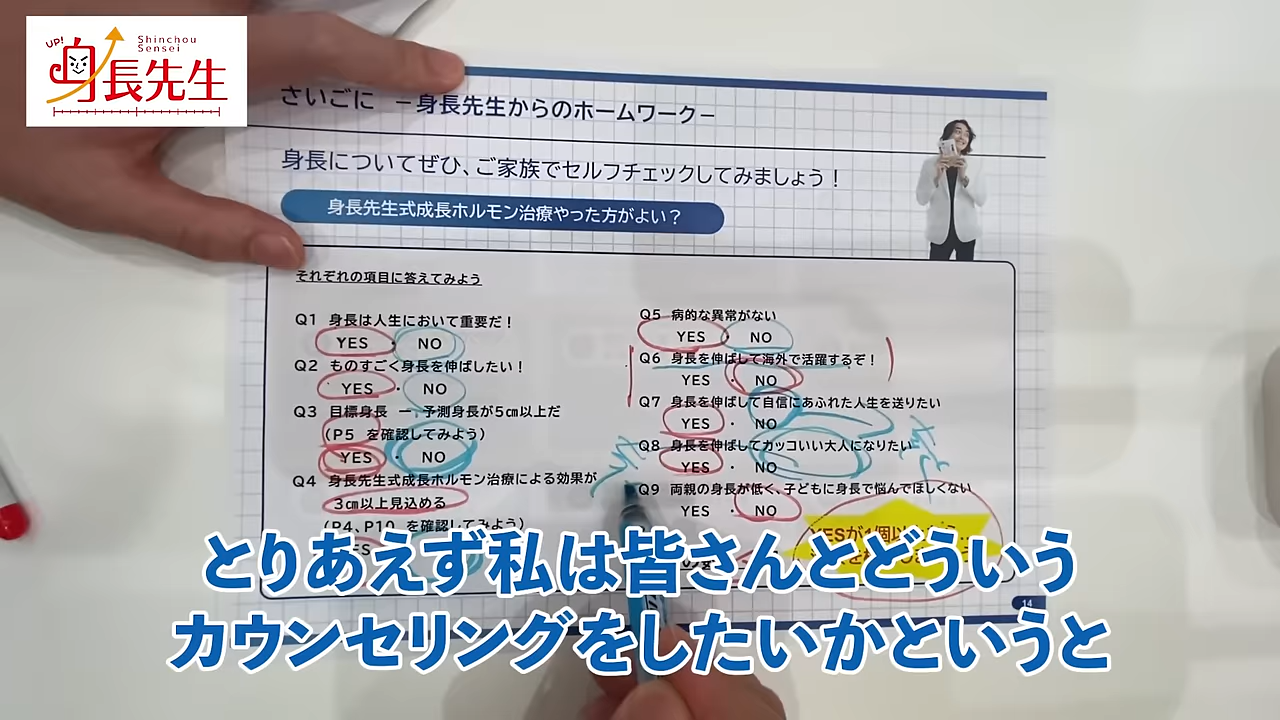 UP!
Shinchou
Sensei
身長先生
さいごに －身長先生からのホームワーク－
身長についてぜひ、ご家族でセルフチェックしてみましょう！
身長先生式成長ホルモン治療やった方がよい？
それぞれの項目に答えてみよう
Q1 身長は人生において重要だ！
YES ・ NO
Q2 ものすごく身長を伸ばしたい！
YES ・ NO
Q3 目標身長 － 予測身長が5㎝以上だ
（P5 を確認してみよう）
YES ・ NO
Q4 身長先生式成長ホルモン治療による効果が
3㎝以上見込める
（P4、P10 を確認してみよう）
Q5 病的な異常がない
YES ・ NO
Q6 身長を伸ばして海外で活躍するぞ！
YES ・ NO
Q7 身長を伸ばして自信にあふれた人生を送りたい
YES ・ NO
Q8 身長を伸ばしてカッコいい大人になりたい
YES ・ NO
Q9 両親の身長が低く、子どもに身長で悩んでほしくない
YES ・ NO
YESが1個以
14
とりあえず私は皆さんとどういう
カウンセリングをしたいかというと